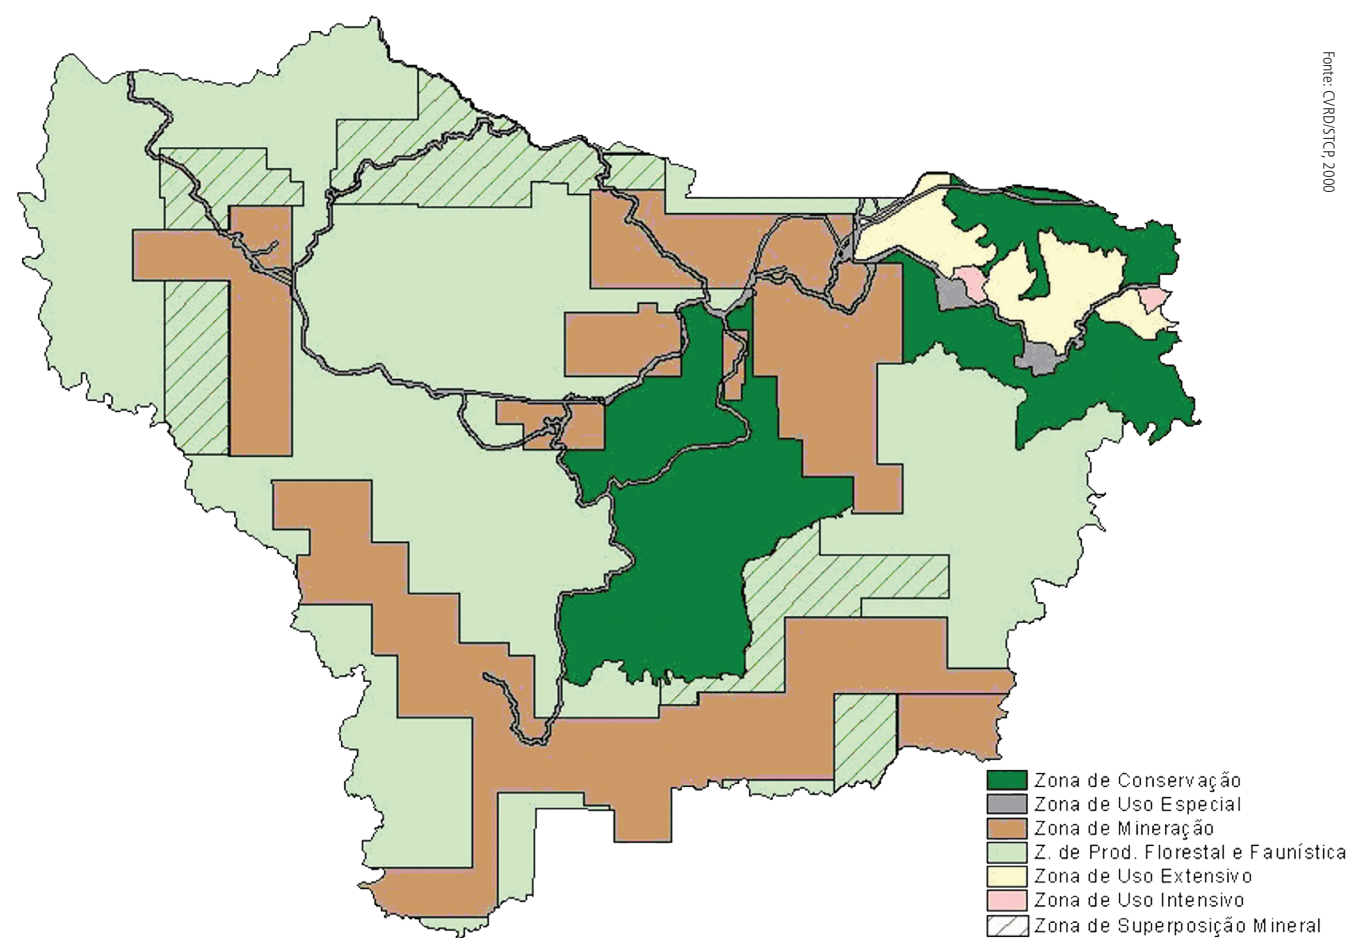 Fonte: CVRD/STCP, 2000
Zona de Conservação
Zona de Uso Especial
Zona de Mineração
Z. de Prod. Florestal e Faunística
Zona de Uso Extensivo
Zona de Uso Intensivo
Zona de Superposição Mineral